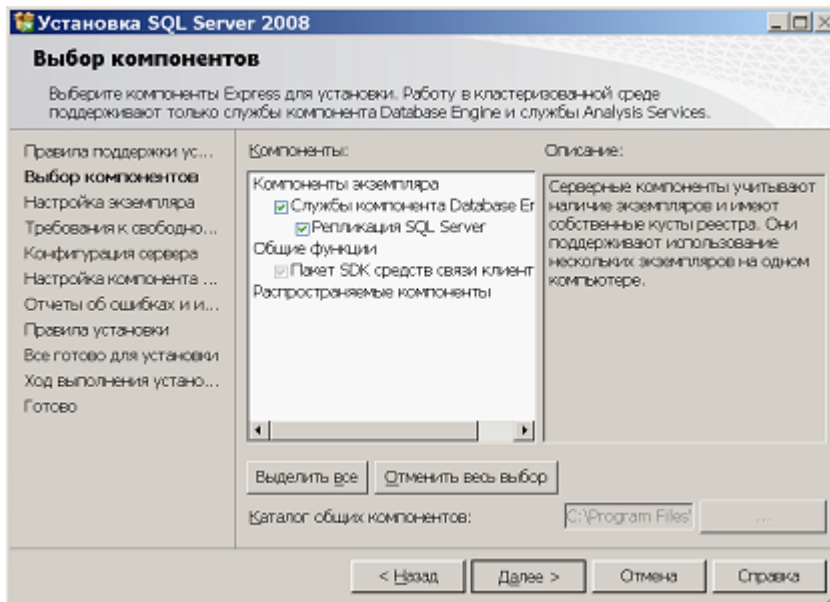 Установка SQL Server 2008
Выбор компонентов
Выберите компоненты Express для установки. Работу в кластеризованной среде
поддерживают только службы компонента Database Engine и службы Analysis Services.
Правила поддержки ус...
Выбор компонентов
Настройка экземпляра
Требования к свободно...
Конфигурация сервера
Настройка компонента ...
Отчеты об ошибках и и...
Правила установки
Все готово для установки
Ход выполнения устано...
Готово
Компоненты:
Компоненты экземпляра
Службы компонента Database Er
Репликация SQL Server
Общие функции
Пакет SDK средств связи клиент
Распространяемые компоненты
Описание:
Серверные компоненты учитывают
наличие экземпляров и имеют
собственные кусты реестра. Они
поддерживают использование
нескольких экземпляров на одном
компьютере.
Выделить все
Отменить весь выбор
Каталог общих компонентов:
C:\Program Files\
...
< Назад
Далее >
Отмена
Справка